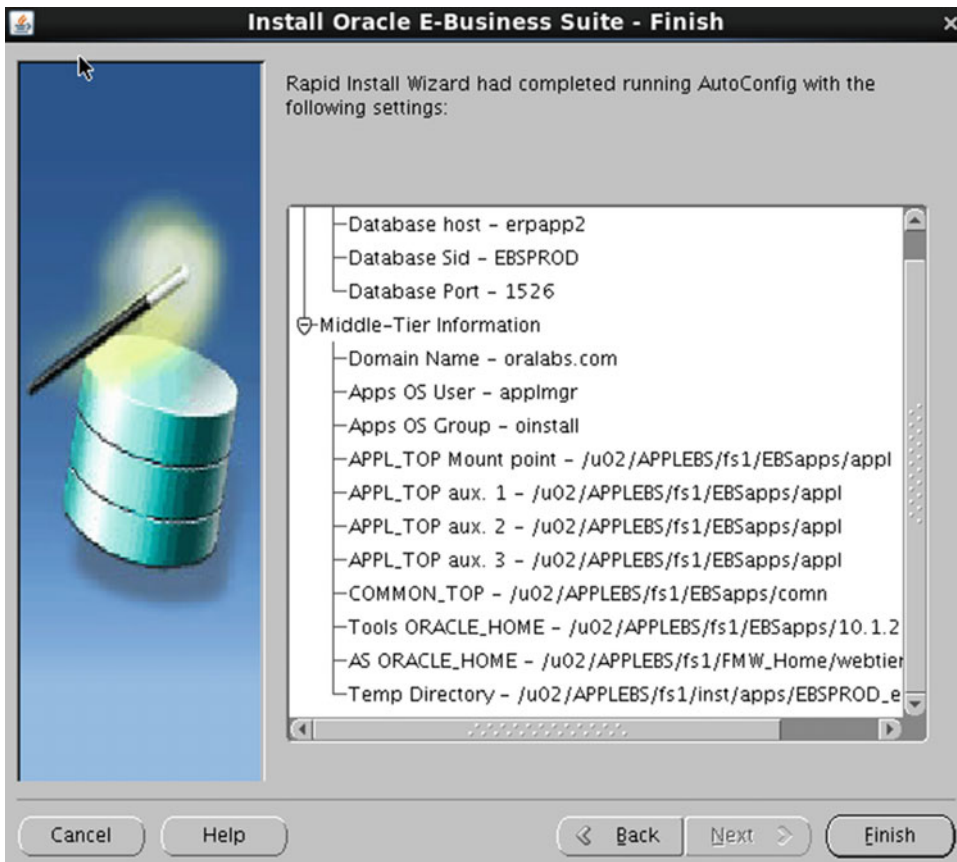 Install Oracle E-Business Suite - Finish
Rapid Install Wizard had completed running AutoConfig with the
following settings:
Database host - erpapp2
Database Sid - EBSPROD
Database Port - 1526
Middle-Tier Information
Domain Name - oralabs.com
Apps OS User - applmgr
Apps OS Group - oinstall
APPL_TOP Mount point - /u02/APPLEBS/fs1/EBSapps/appl
APPL_TOP aux. 1 - /u02/APPLEBS/fs1/EBSapps/appl
APPL_TOP aux. 2 - /u02/APPLEBS/fs1/EBSapps/appl
APPL_TOP aux. 3 - /u02/APPLEBS/fs1/EBSapps/appl
COMMON_TOP - /u02/APPLEBS/fs1/EBSapps/comn
Tools ORACLE_HOME - /u02/APPLEBS/fs1/EBSapps/10.1.2
AS ORACLE_HOME - /u02/APPLEBS/fs1/FMW_Home/webtier
Temp Directory - /u02/APPLEBS/fs1/inst/apps/EBSPROD_e
Cancel Help Back Next Finish